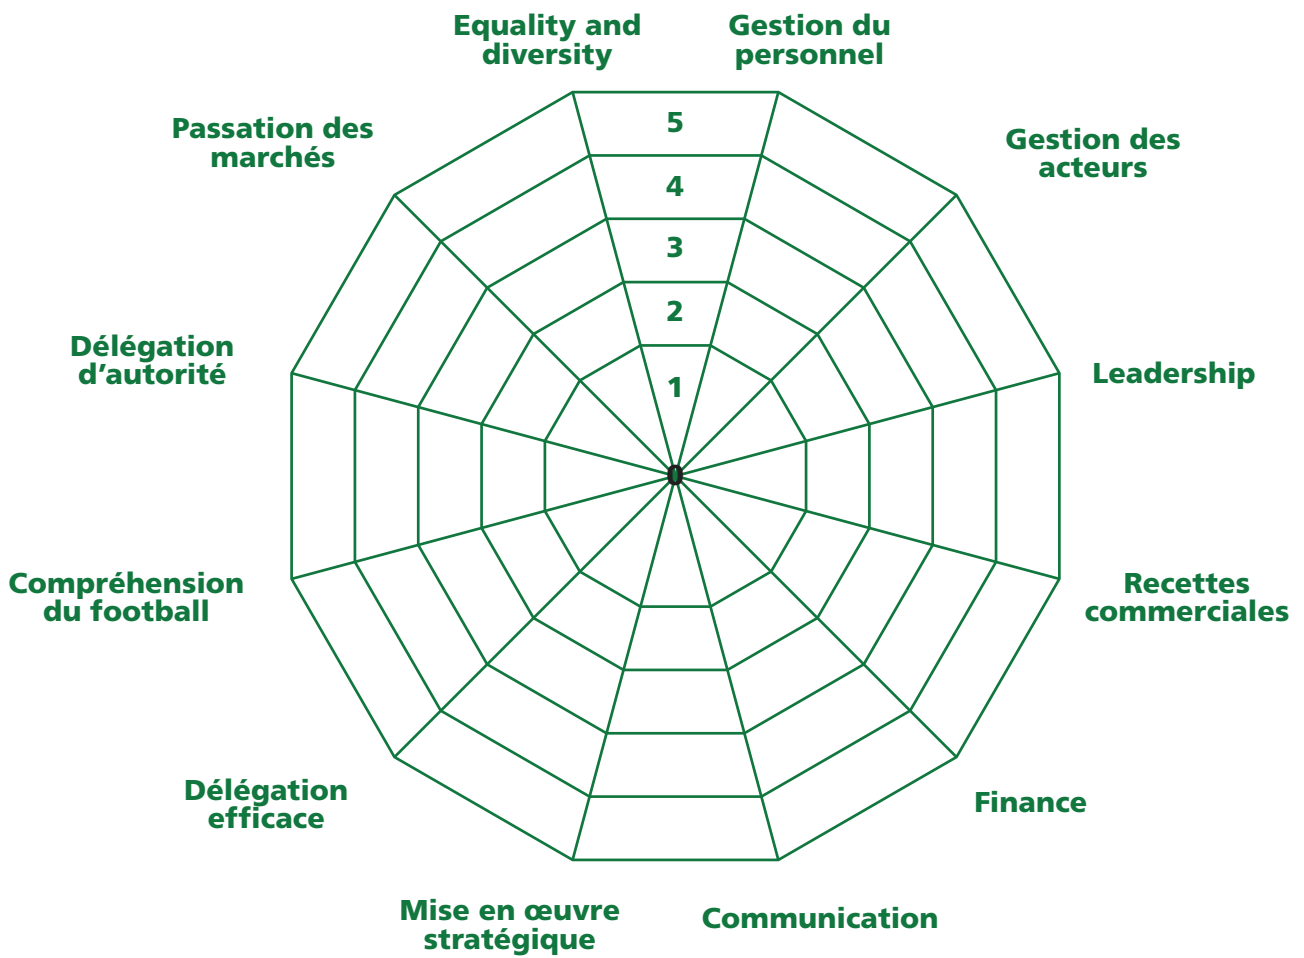 Equality and
diversity
Gestion du
personnel
Passation des
marchés
Gestion des
acteurs
5
4
3
2
1
0
Délégation
d’autorité
Leadership
Compréhension
du football
Recettes
commerciales
Délégation
efficace
Finance
Mise en œuvre
stratégique
Communication